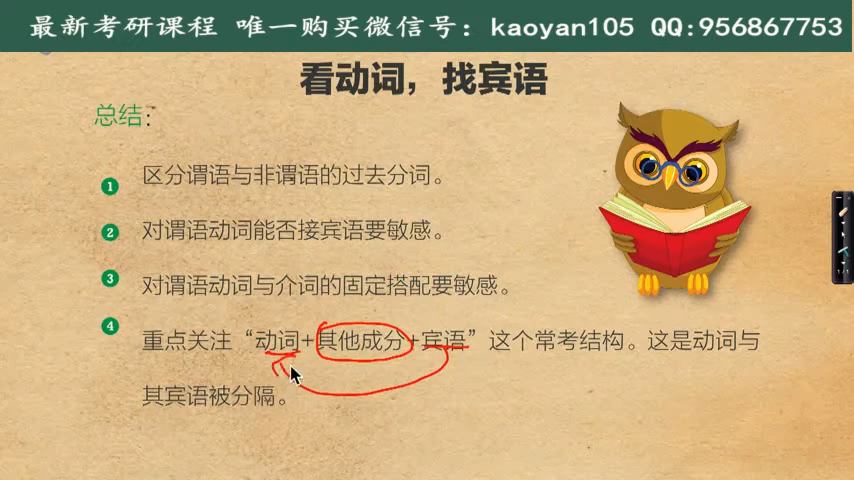 最新考研课程 唯一购买微信号：kaoyan105 QQ:956867753
看动词，找宾语
总结：
1 区分谓语与非谓语的过去分词。
2 对谓语动词能否接宾语要敏感。
3 对谓语动词与介词的固定搭配要敏感。
4 重点关注“动词+其他成分+宾语”这个常考结构。这是动词与
其宾语被分隔。